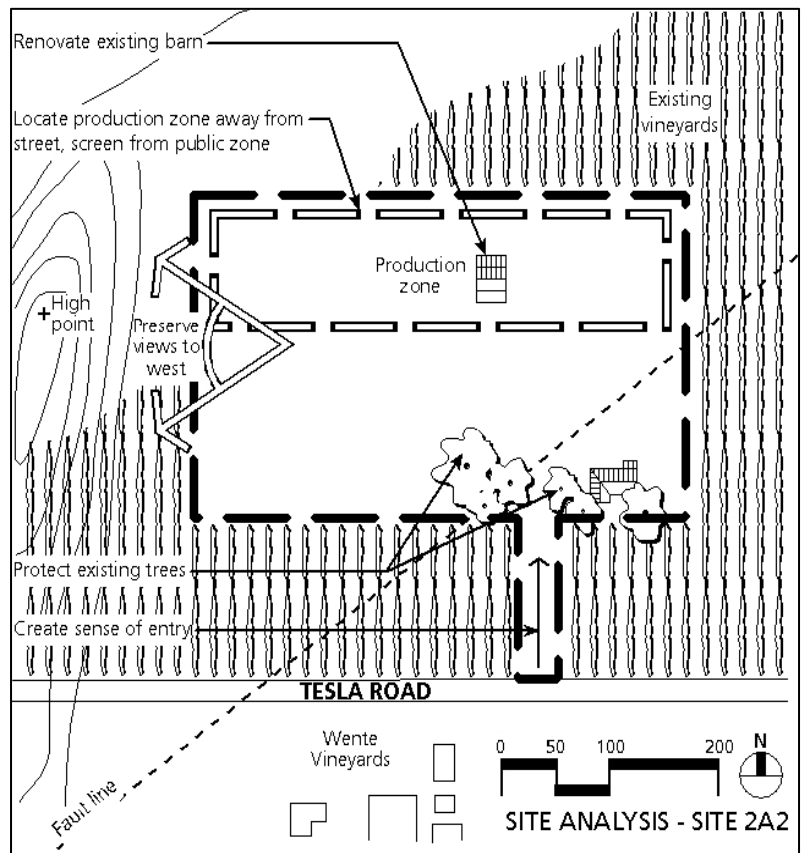 Renovate existing barn
Locate production zone away from
street, screen from public zone
Existing
vineyards
Production
zone
+High
point
Preserve
views to
west
Protect existing trees
Create sense of entry
TESLA ROAD
Wente
Vineyards
0 50 100 200 N
Fault line
SITE ANALYSIS - SITE 2A2